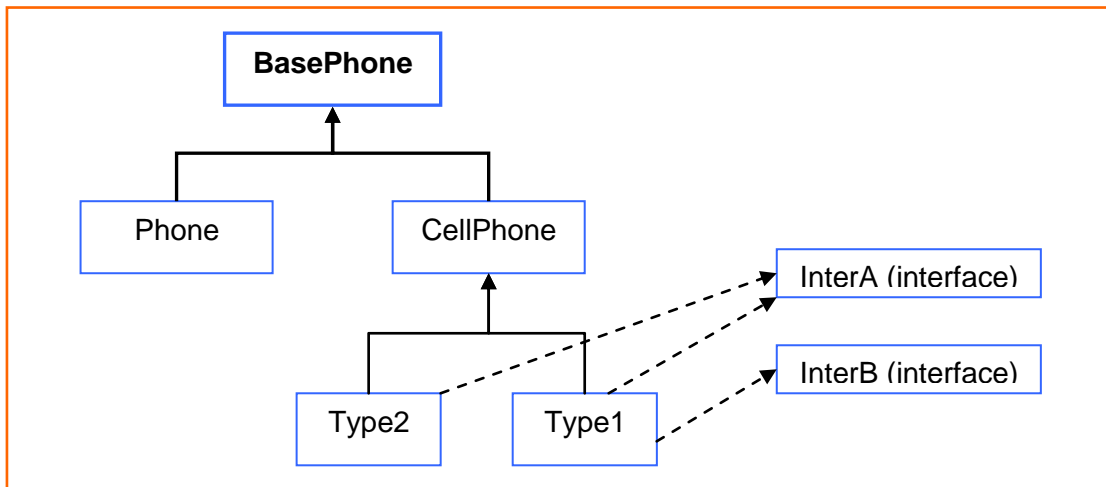 BasePhone
Phone
CellPhone
InterA (interface)
InterB (interface)
Type2
Type1